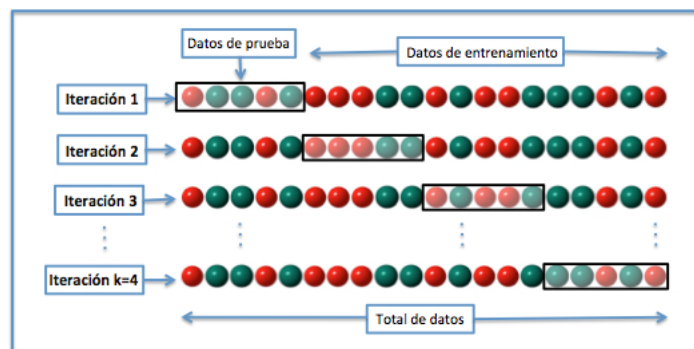 Datos de prueba
Datos de entrenamiento
Iteración 1
Iteración 2
Iteración 3
Iteración k=4
Total de datos